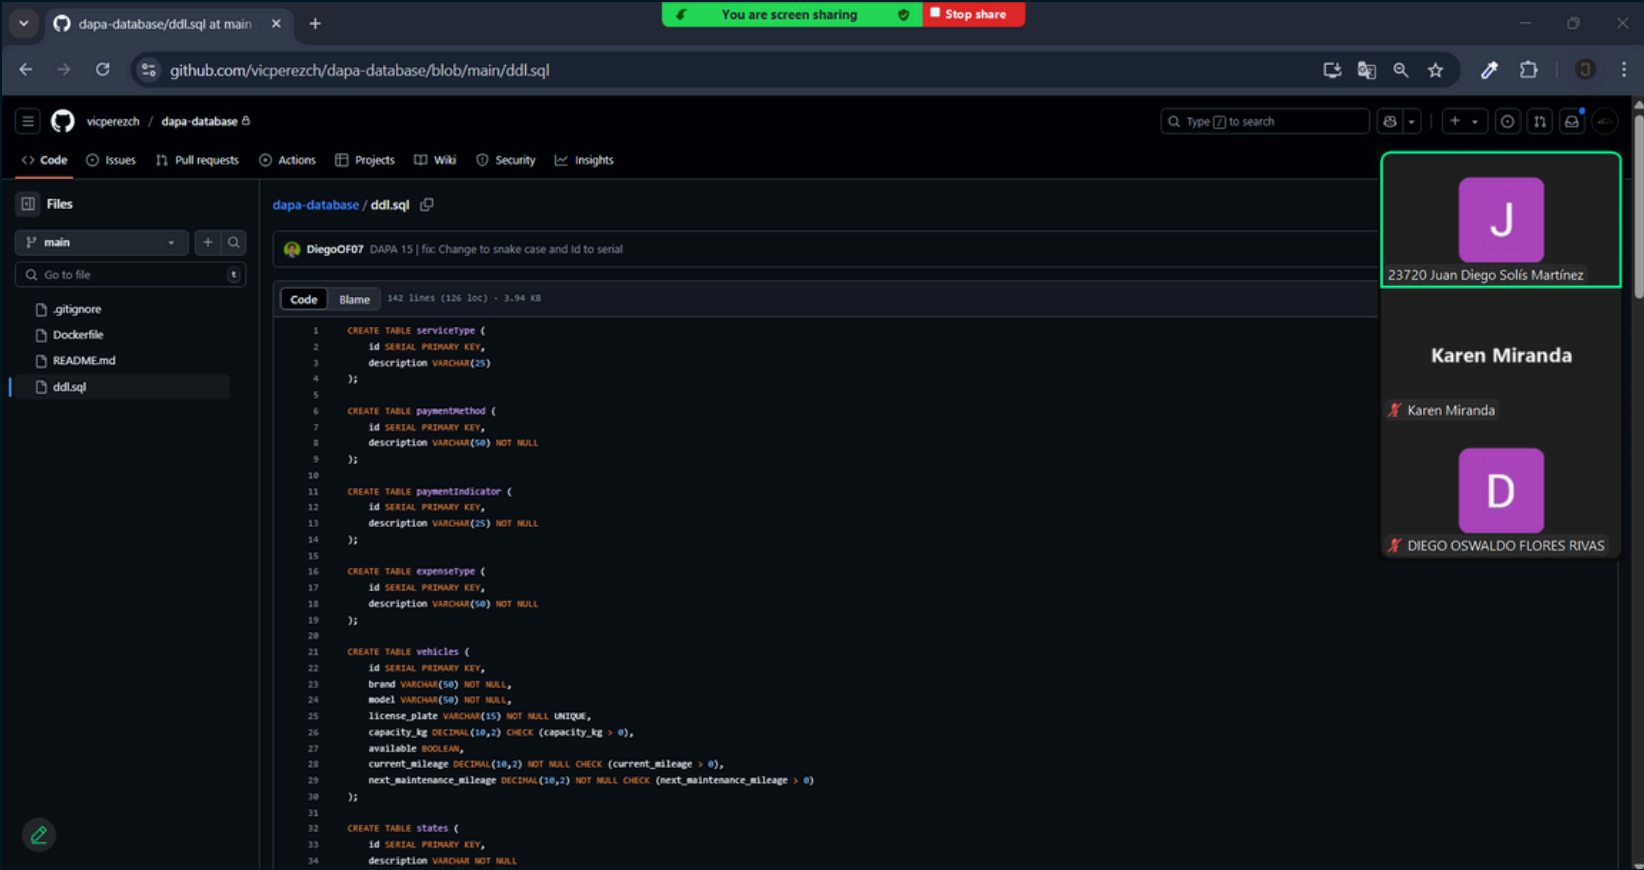 dapa-database/ddl.sql at main
You are screen sharing
Stop share
github.com/vicperezch/dapa-database/blob/main/ddl.sql
J
vicperezch / dapa-database
Type / to search
Code
Issues
Pull requests
Actions
Projects
Wiki
Security
Insights
Files
main
Go to file
t
.gitignore
Dockerfile
README.md
ddl.sql
dapa-database / ddl.sql
DiegoOF07 DAPA 15 | fix: Change to snake case and Id to serial
Code Blame 142 lines (126 loc) · 3.94 KB
1 CREATE TABLE serviceType (
2 id SERIAL PRIMARY KEY,
3 description VARCHAR(25)
4 );
5
6 CREATE TABLE paymentMethod (
7 id SERIAL PRIMARY KEY,
8 description VARCHAR(50) NOT NULL
9 );
10
11 CREATE TABLE paymentIndicator (
12 id SERIAL PRIMARY KEY,
13 description VARCHAR(25) NOT NULL
14 );
15
16 CREATE TABLE expenseType (
17 id SERIAL PRIMARY KEY,
18 description VARCHAR(50) NOT NULL
19 );
20
21 CREATE TABLE vehicles (
22 id SERIAL PRIMARY KEY,
23 brand VARCHAR(50) NOT NULL,
24 model VARCHAR(50) NOT NULL,
25 license_plate VARCHAR(15) NOT NULL UNIQUE,
26 capacity_kg DECIMAL(10,2) CHECK (capacity_kg > 0),
27 available BOOLEAN,
28 current_mileage DECIMAL(10,2) NOT NULL CHECK (current_mileage > 0),
29 next_maintenance_mileage DECIMAL(10,2) NOT NULL CHECK (next_maintenance_mileage > 0)
30 );
31
32 CREATE TABLE states (
33 id SERIAL PRIMARY KEY,
34 description VARCHAR NOT NULL
J
23720 Juan Diego Solís Martínez
Karen Miranda
Karen Miranda
D
DIEGO OSWALDO FLORES RIVAS